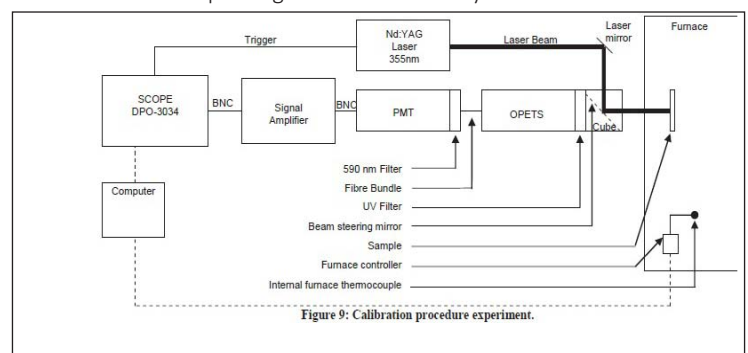 Trigger
Nd:YAG
Laser
355nm
Laser Beam
Laser
mirror
Furnace
SCOPE
DPO-3034
BNC
Signal
Amplifier
BNC
PMT
OPETS
Cube
590 nm Filter
Fibre Bundle
UV Filter
Beam steering mirror
Sample
Furnace controller
Internal furnace thermocouple
Computer
Figure 9: Calibration procedure experiment.